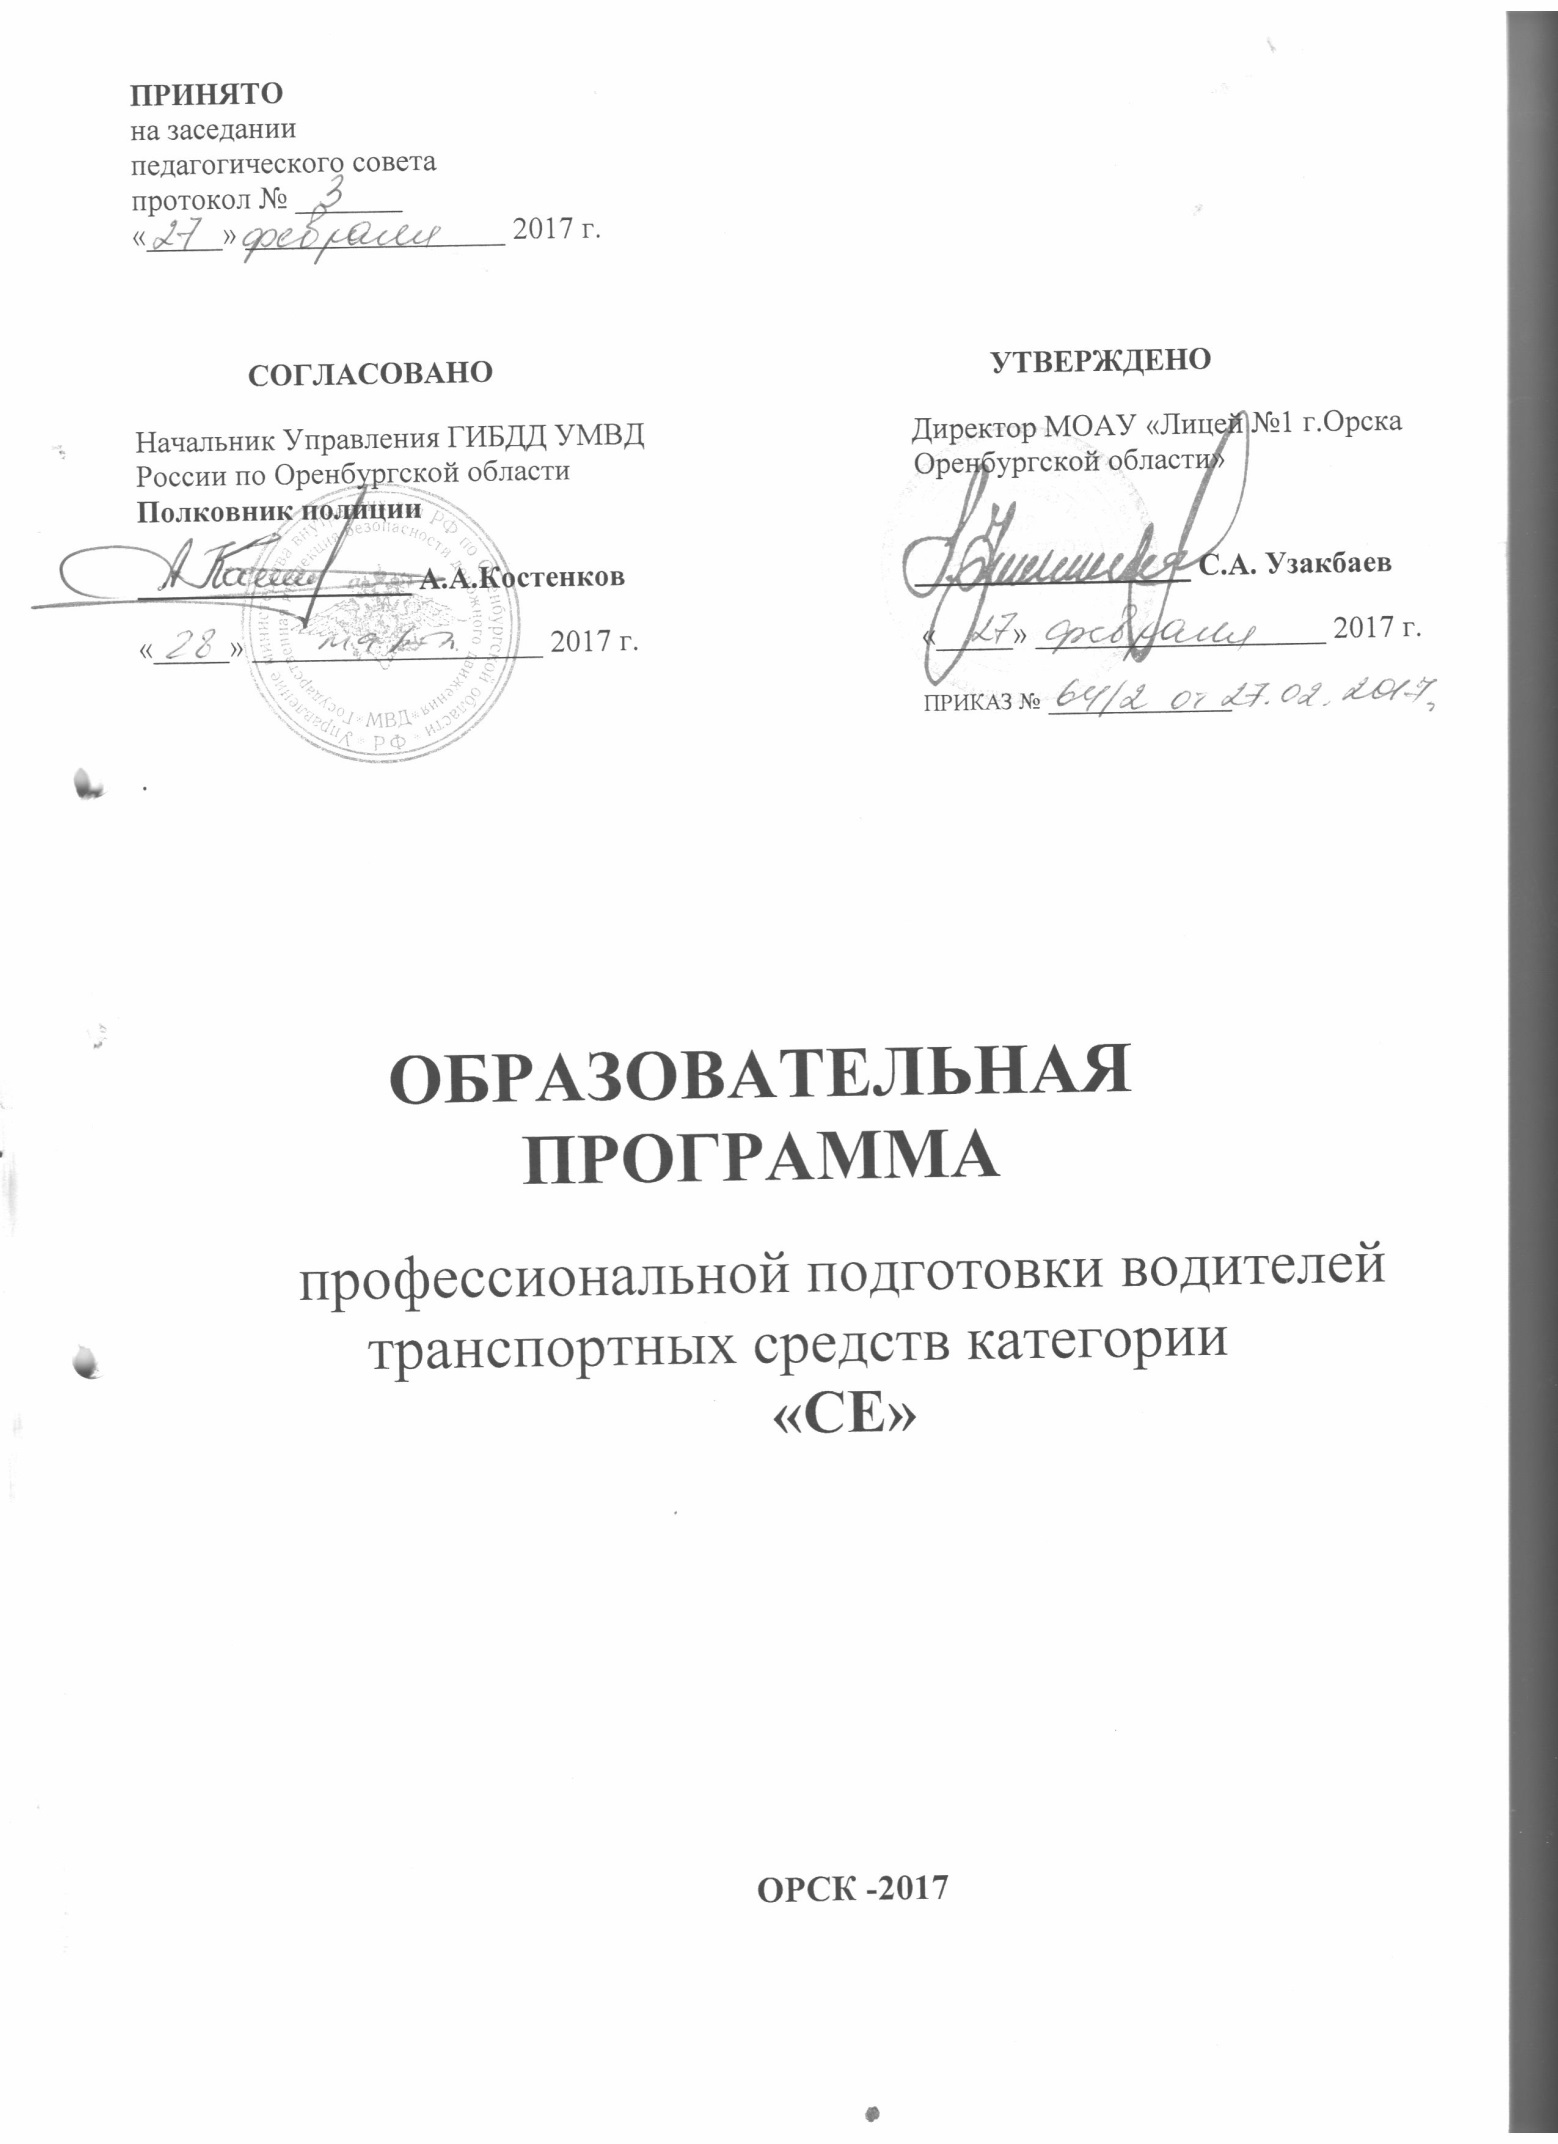 ПРИНЯТО
на заседании
педагогического совета
протокол № 3
«27» февраля 2017 г.
СОГЛАСОВАНО
Начальник Управления ГИБДД УМВД
России по Оренбургской области
Полковник полиции
А.А.Костенков
«28» марта 2017 г.
УТВЕРЖДЕНО
Директор МОАУ «Лицей №1 г.Орска
Оренбургской области»
С.А. Узакбаев
«27» февраля 2017 г.
ПРИКАЗ № 64/2 от 27.02.2017,
ОБРАЗОВАТЕЛЬНАЯ
ПРОГРАММА
профессиональной подготовки водителей
транспортных средств категории
«СЕ»
ОРСК -2017